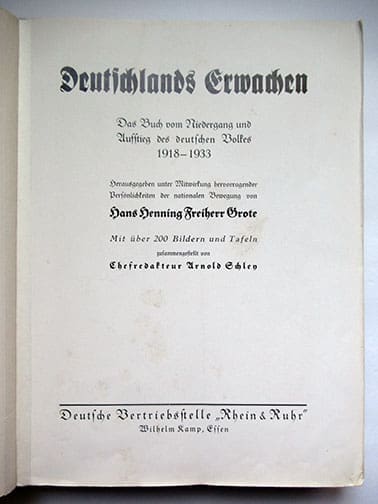 Deutschlands Erwachen
Das Buch vom Niedergang und
Aufstieg des deutschen Volkes
1918–1933
Herausgegeben unter Mitwirkung hervorragender
Persönlichkeiten der nationalen Bewegung von
Hans Henning Freiherr Grote
Mit über 200 Bildern und Tafeln
zusammengestellt von
Chefredakteur Arnold Schley
Deutsche Vertriebsstelle „Rhein & Ruhr“
Wilhelm Kamp, Essen